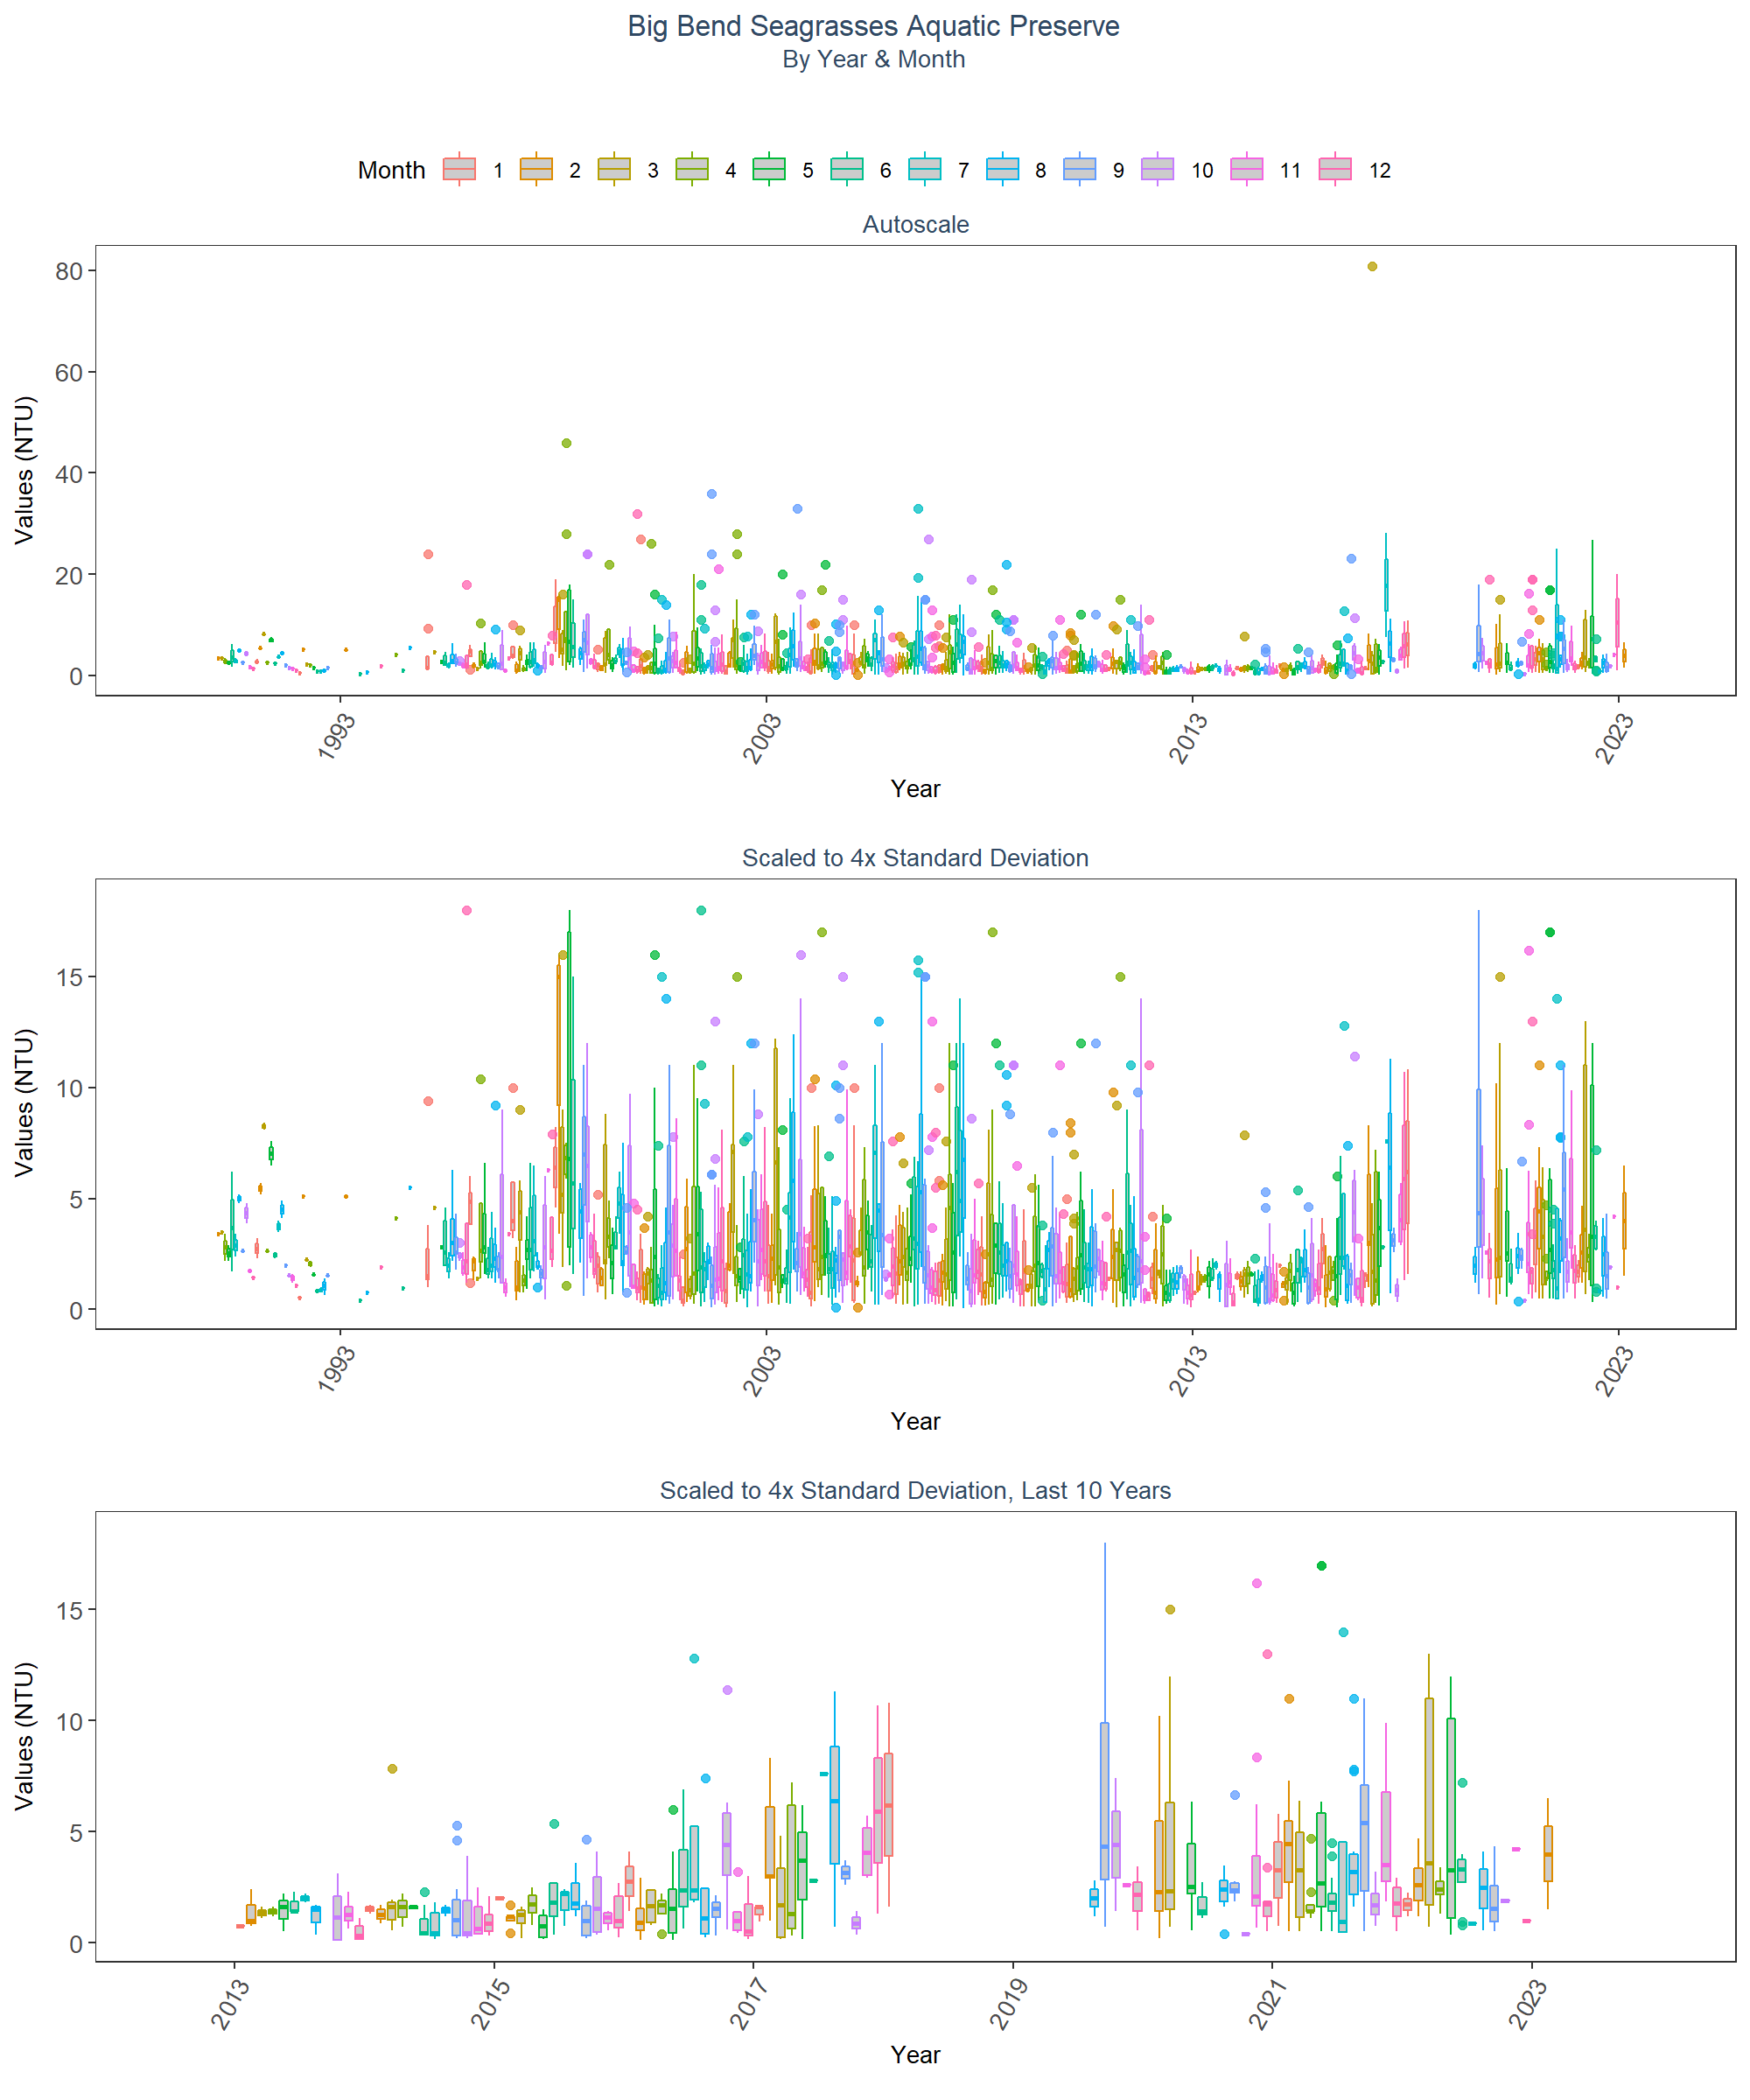 Big Bend Seagrasses Aquatic Preserve
By Year & Month
Month 1 2 3 4 5 6 7 8 9 10 11 12
Autoscale
Values (NTU)
80
60
40
20
0
1993 2003 2013 2023
Year
Scaled to 4x Standard Deviation
Values (NTU)
15
10
5
0
1993 2003 2013 2023
Year
Scaled to 4x Standard Deviation, Last 10 Years
Values (NTU)
15
10
5
0
2013 2015 2017 2019 2021 2023
Year